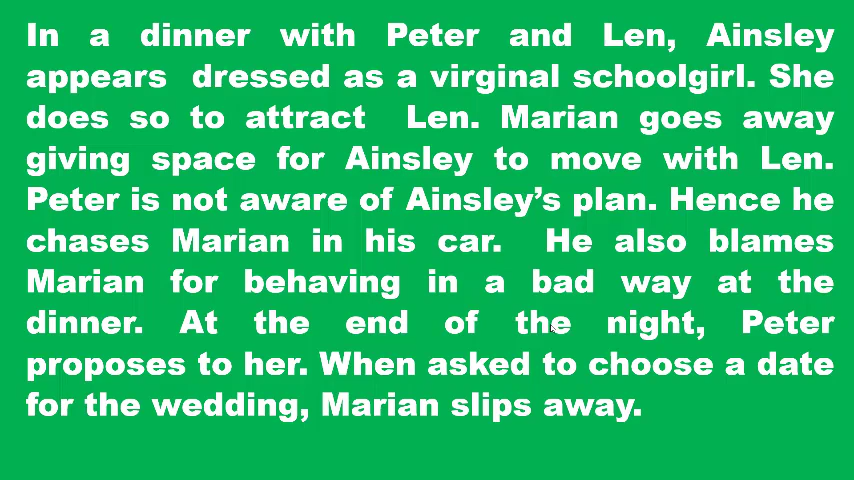 In a dinner with Peter and Len, Ainsley
appears dressed as a virginal schoolgirl. She
does so to attract Len. Marian goes away
giving space for Ainsley to move with Len.
Peter is not aware of Ainsley’s plan. Hence he
chases Marian in his car. He also blames
Marian for behaving in a bad way at the
dinner. At the end of the night, Peter
proposes to her. When asked to choose a date
for the wedding, Marian slips away.